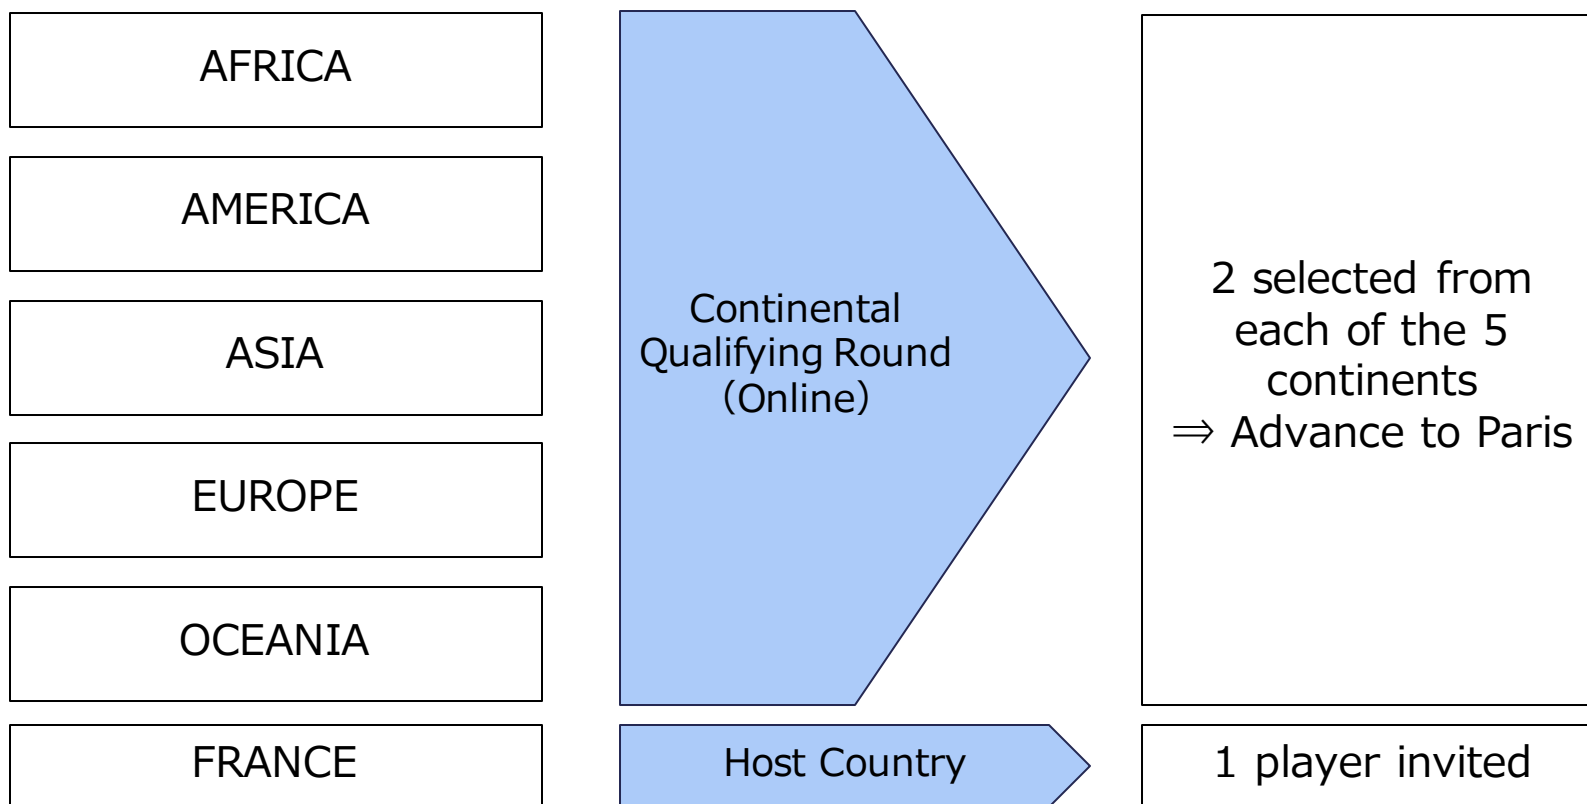 AFRICA
AMERICA
ASIA
EUROPE
OCEANIA
FRANCE
Continental
Qualifying Round
（Online）
Host Country
2 selected from
each of the 5
continents
⇒ Advance to Paris
1 player invited